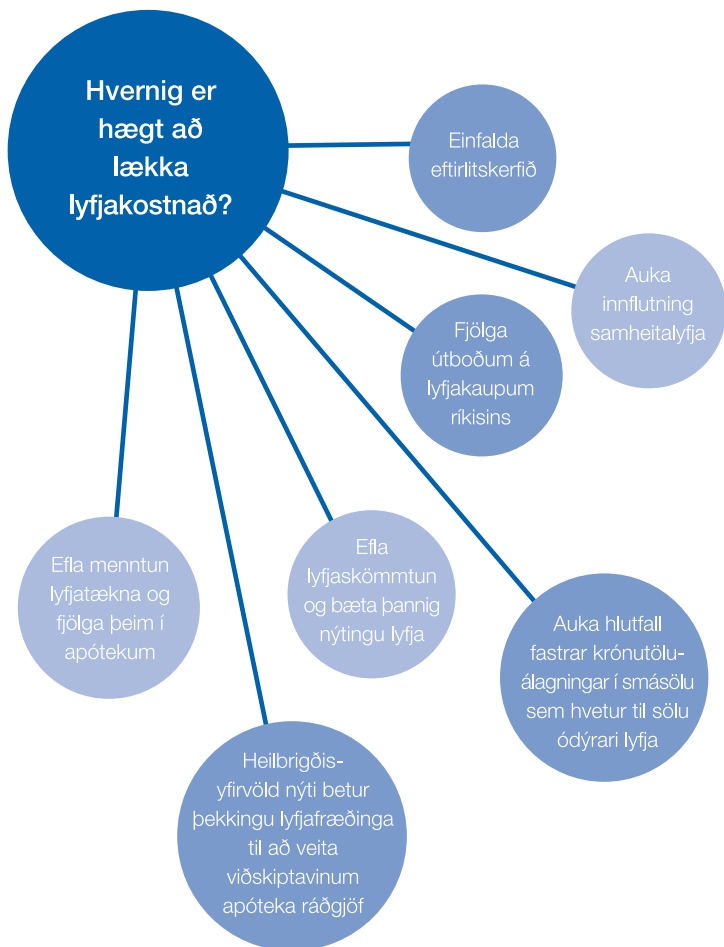 Hvernig er
hægt að
lækka
lyfjakostnað?
Einfalda
eftirlitskerfið
Auka
innflutning
samheitalyfja
Fjölga
útboðum á
lyfjakaupum
ríkisins
Efla menntun
lyfjatækna og
fjölga þeim í
apótekum
Efla
lyfjaskömmtun
og bæta þannig
nýtingu lyfja
Auka hlutfall
fastrar krónutölu-
álagningar í smásölu
sem hvetur til sölu
ódýrari lyfja
Heilbrigðis-
yfirvöld nýti betur
þekkingu lyfjafræðinga
til að veita
viðskiptavinum
apóteka ráðgjöf